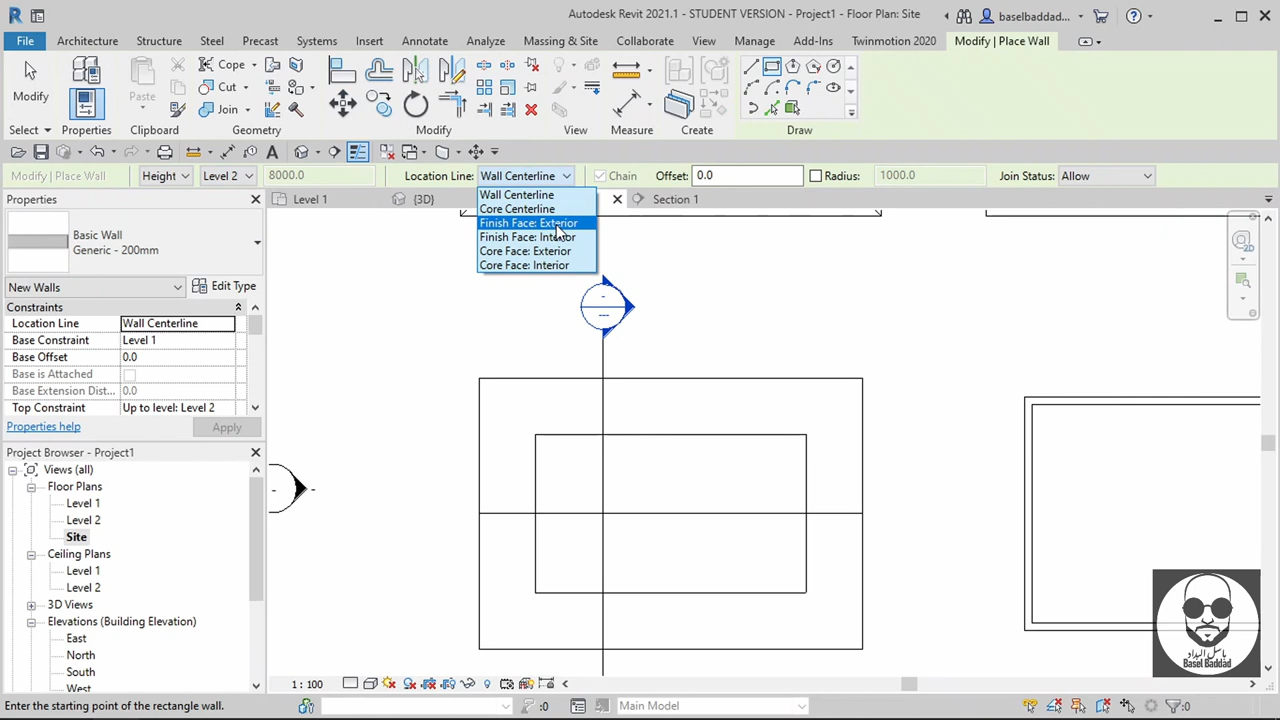 Autodesk Revit 2021.1 - STUDENT VERSION - Project1 - Floor Plan: Site
baselbaddad...
File Architecture Structure Steel Precast Systems Insert Annotate Analyze Massing & Site Collaborate View Manage Add-Ins Twinmotion 2020 Modify | Place Wall
Modify
Paste
Cope
Cut
Join
Select Properties Clipboard Geometry Modify View Measure Create Draw
Modify | Place Wall Height Level 2 8000.0 Location Line: Wall Centerline Chain Offset: 0.0 Radius: 1000.0 Join Status: Allow
Wall Centerline
Core Centerline
Finish Face: Exterior
Finish Face: Interior
Core Face: Exterior
Core Face: Interior
Level 1 {3D} Section 1
Properties
Basic Wall
Generic - 200mm
New Walls Edit Type
Constraints
Location Line Wall Centerline
Base Constraint Level 1
Base Offset 0.0
Base is Attached
Base Extension Dist... 0.0
Top Constraint Up to level: Level 2
Properties help Apply
Project Browser - Project1
Views (all)
Floor Plans
Level 1
Level 2
Site
Ceiling Plans
Level 1
Level 2
3D Views
Elevations (Building Elevation)
East
North
South
West
2D
باسل البداد
Basel Baddad
1 : 100
Enter the starting point of the rectangle wall. :0 Main Model :0